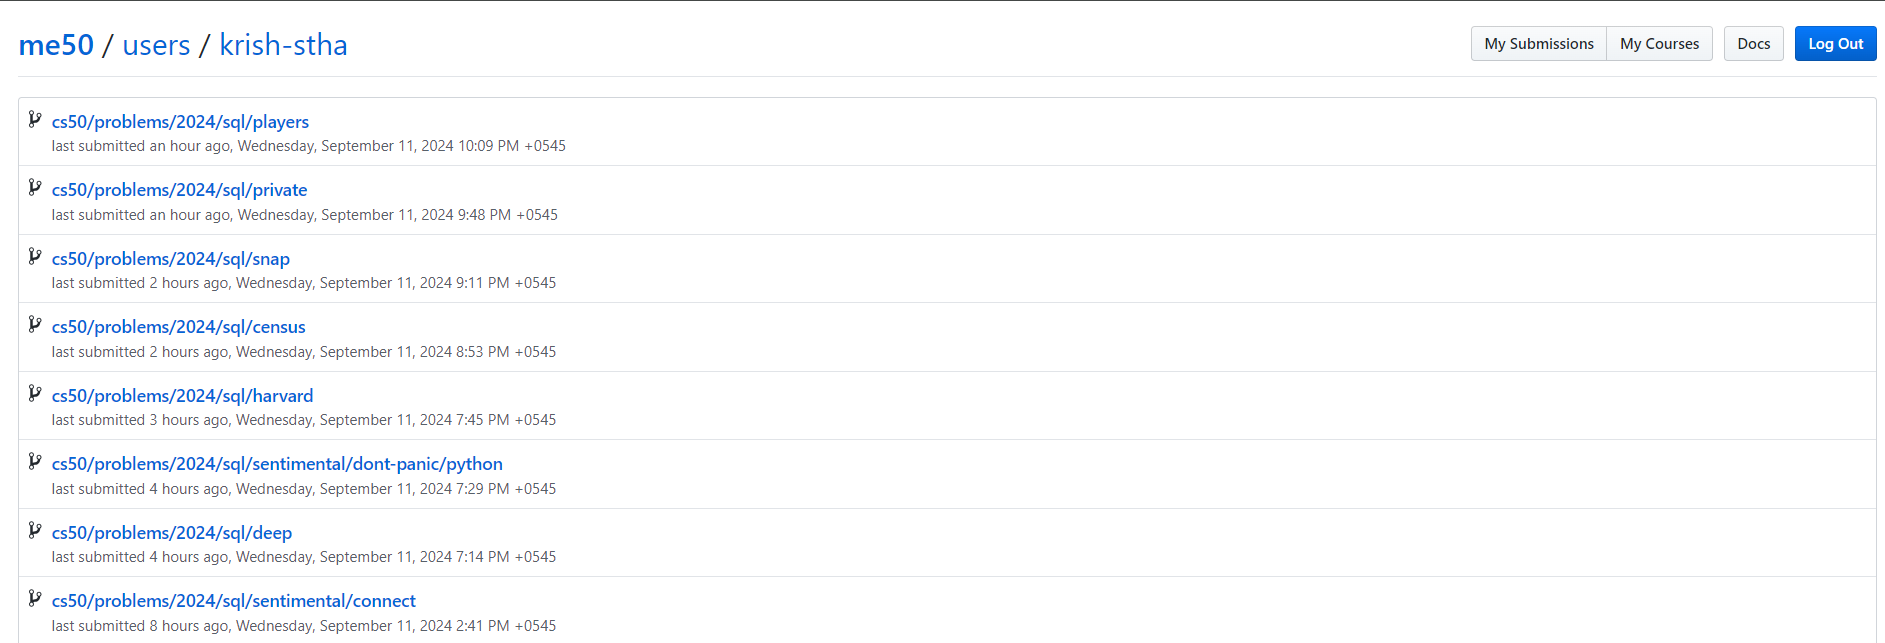 me50 / users / krish-stha
My Submissions My Courses Docs Log Out
cs50/problems/2024/sql/players
last submitted an hour ago, Wednesday, September 11, 2024 10:09 PM +0545
cs50/problems/2024/sql/private
last submitted an hour ago, Wednesday, September 11, 2024 9:48 PM +0545
cs50/problems/2024/sql/snap
last submitted 2 hours ago, Wednesday, September 11, 2024 9:11 PM +0545
cs50/problems/2024/sql/census
last submitted 2 hours ago, Wednesday, September 11, 2024 8:53 PM +0545
cs50/problems/2024/sql/harvard
last submitted 3 hours ago, Wednesday, September 11, 2024 7:45 PM +0545
cs50/problems/2024/sql/sentimental/dont-panic/python
last submitted 4 hours ago, Wednesday, September 11, 2024 7:29 PM +0545
cs50/problems/2024/sql/deep
last submitted 4 hours ago, Wednesday, September 11, 2024 7:14 PM +0545
cs50/problems/2024/sql/sentimental/connect
last submitted 8 hours ago, Wednesday, September 11, 2024 2:41 PM +0545